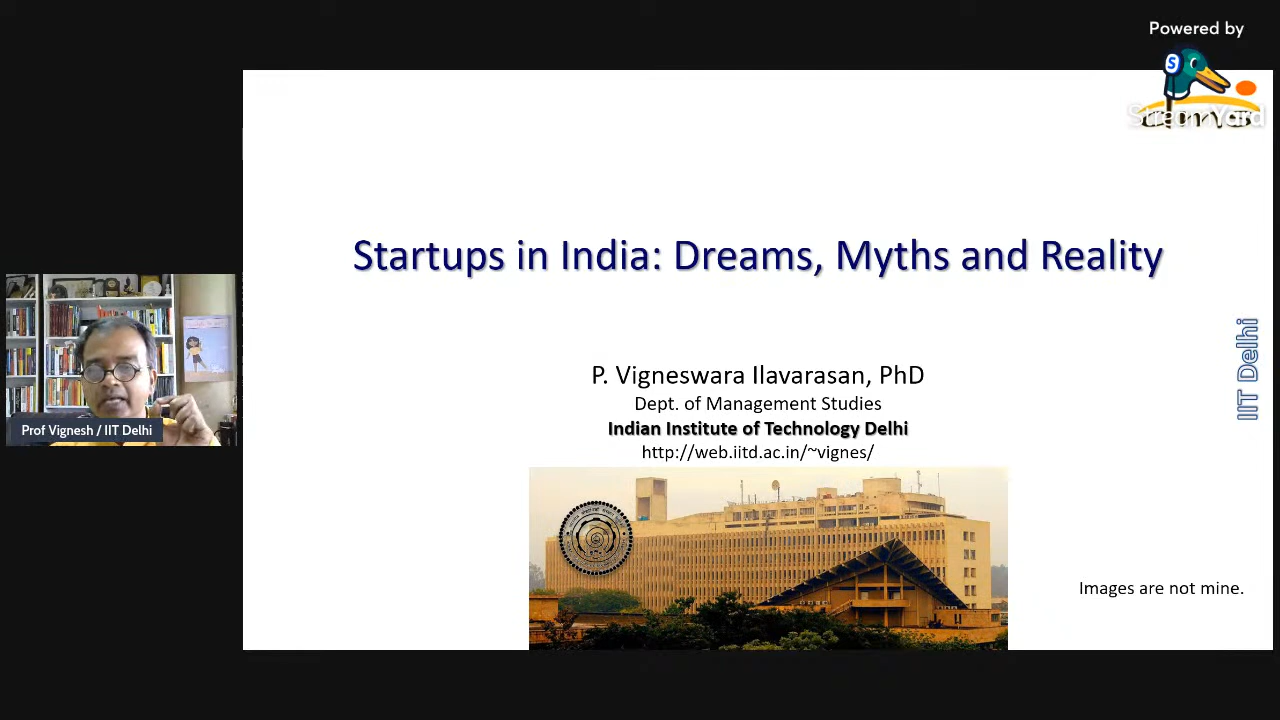 Powered by
StreamYard
Startups in India: Dreams, Myths and Reality
P. Vigneswara Ilavarasan, PhD
Dept. of Management Studies
Indian Institute of Technology Delhi
http://web.iitd.ac.in/~vignes/
IIT Delhi
Images are not mine.
Prof Vignesh / IIT Delhi